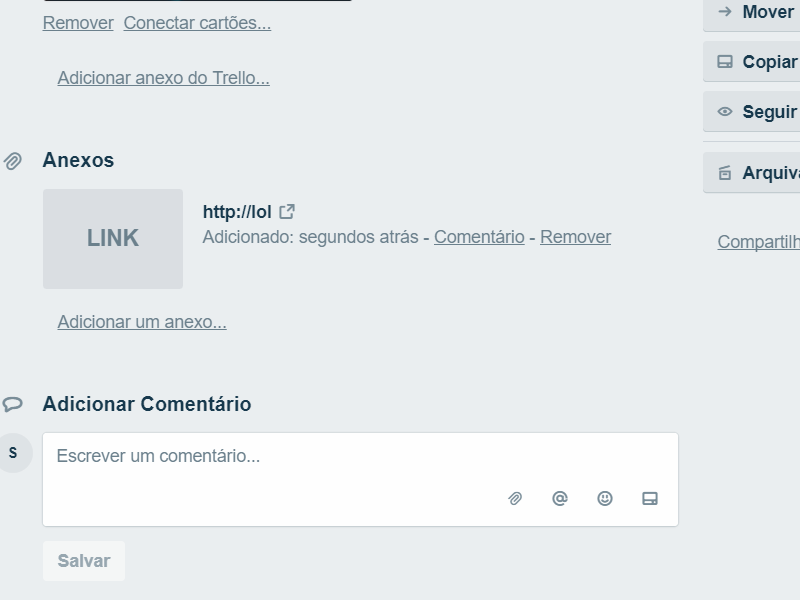 Remover Conectar cartões...
Adicionar anexo do Trello...
Anexos
LINK
http://lol
Adicionado: segundos atrás - Comentário - Remover
Adicionar um anexo...
Adicionar Comentário
S
Escrever um comentário...
Salvar
Mover
Copiar
Seguir
Arquiva
Compartilh